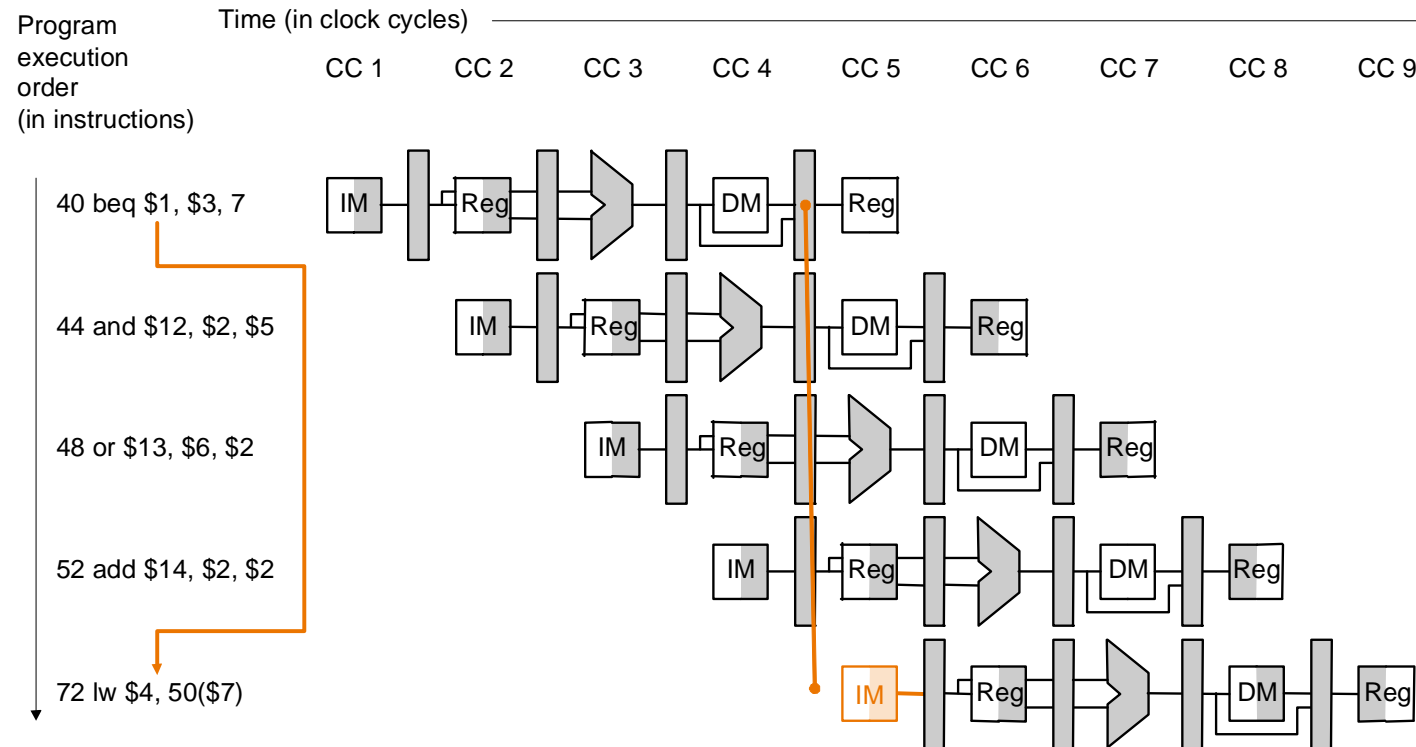 Program
execution
order
(in instructions)
Time (in clock cycles)
CC 1 CC 2 CC 3 CC 4 CC 5 CC 6 CC 7 CC 8 CC 9
40 beq $1, $3, 7 IM Reg DM Reg
44 and $12, $2, $5 IM Reg DM Reg
48 or $13, $6, $2 IM Reg DM Reg
52 add $14, $2, $2 IM Reg DM Reg
72 lw $4, 50($7) IM Reg DM Reg